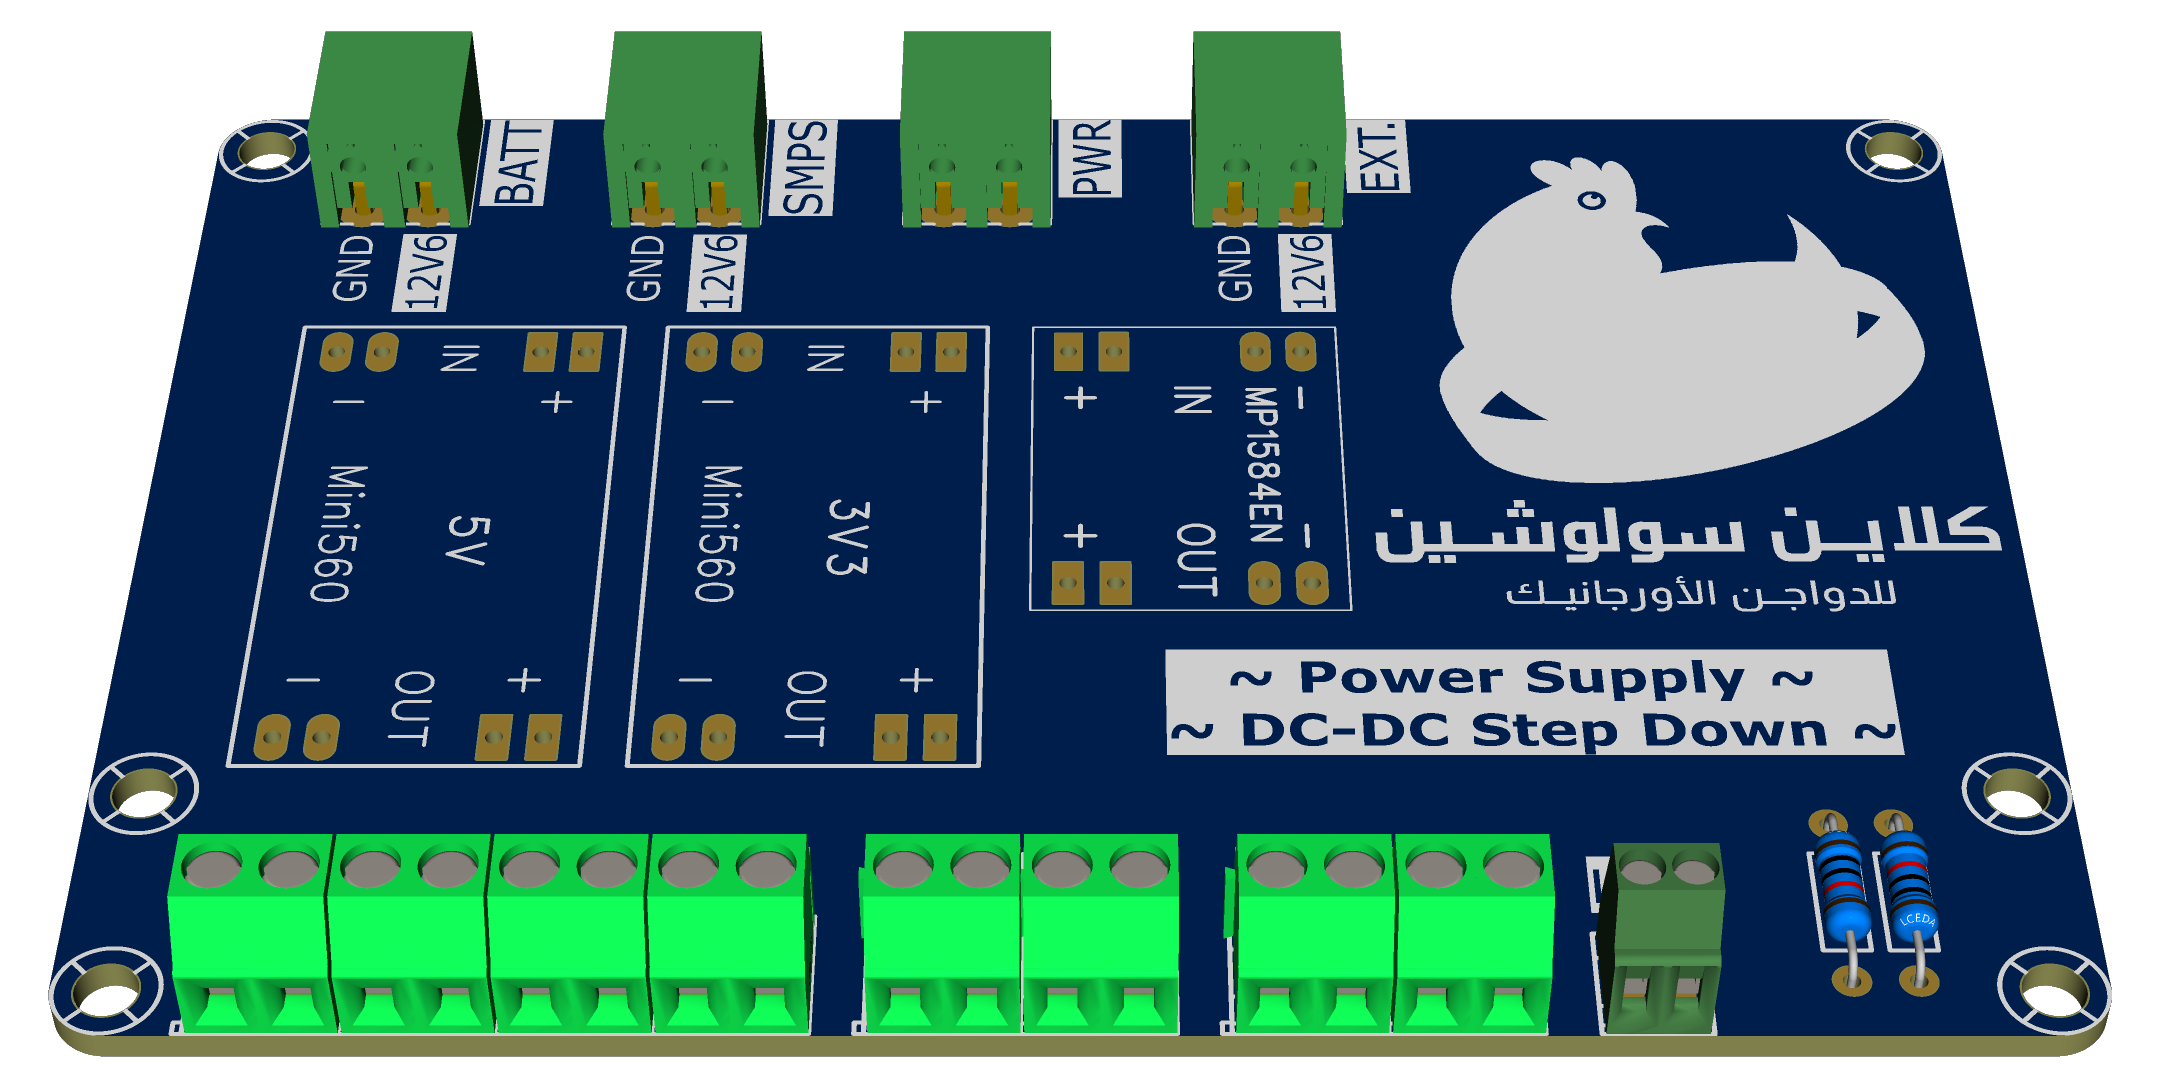 BATT
SMPS
PWR
EXT.
GND
12V6
GND
12V6
GND
12V6
IN
- +
Mini560
5V
- +
OUT
IN
- +
Mini560
3V3
- +
OUT
+ -
IN
MP1584EN
+ -
OUT
كلاين سولوشين
للدواجن الأورجانيك
~ Power Supply ~
~ DC-DC Step Down ~
LCEDA